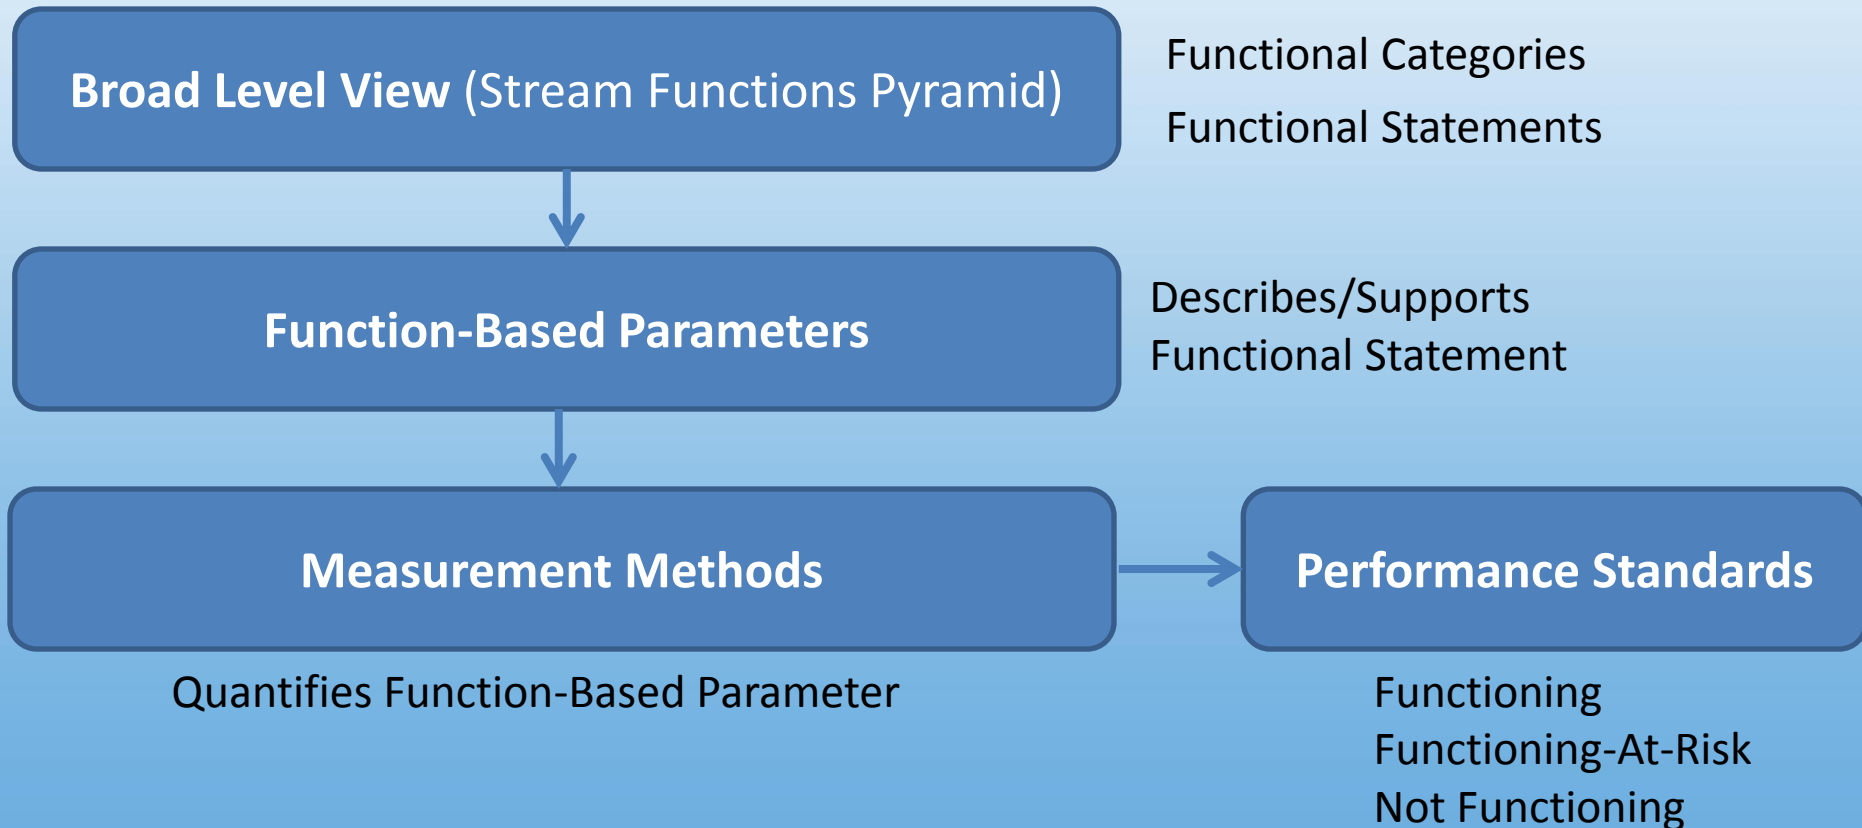 Broad Level View (Stream Functions Pyramid)
Functional Categories
Functional Statements
Function-Based Parameters
Describes/Supports
Functional Statement
Measurement Methods
Performance Standards
Quantifies Function-Based Parameter
Functioning
Functioning-At-Risk
Not Functioning